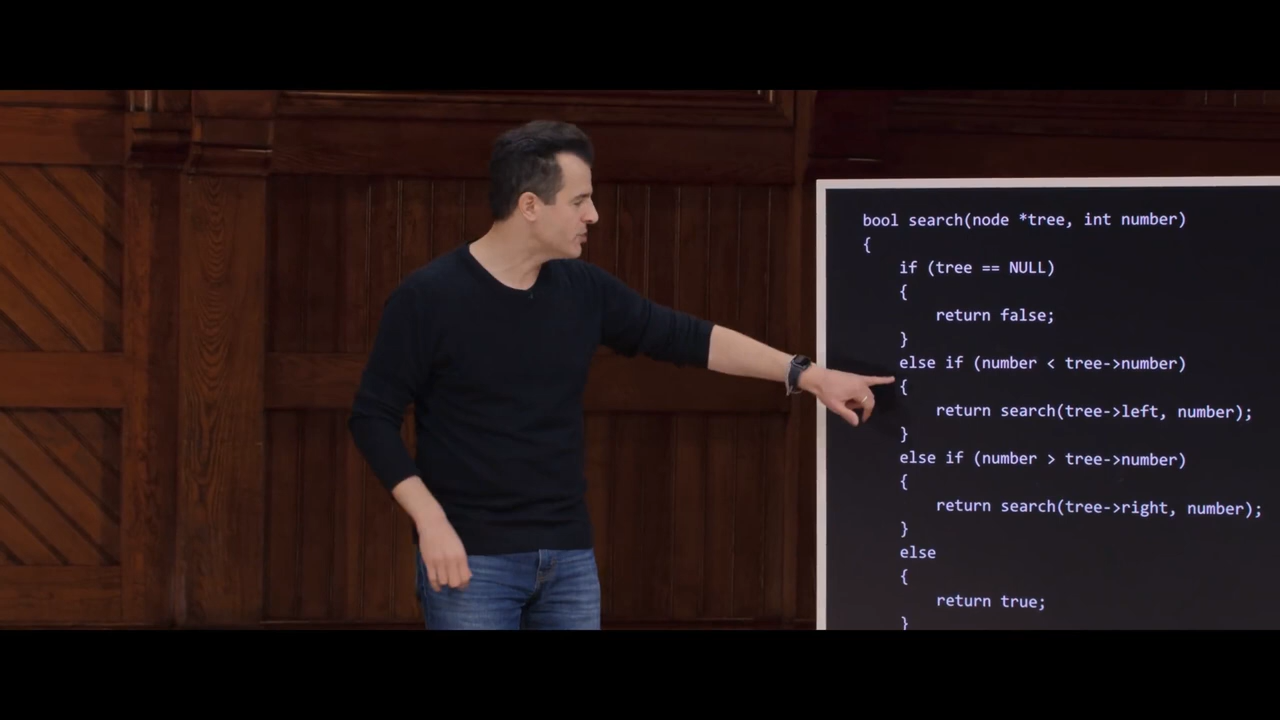 bool search(node *tree, int number)
{
    if (tree == NULL)
    {
        return false;
    }
    else if (number < tree->number)
    {
        return search(tree->left, number);
    }
    else if (number > tree->number)
    {
        return search(tree->right, number);
    }
    else
    {
        return true;
    }